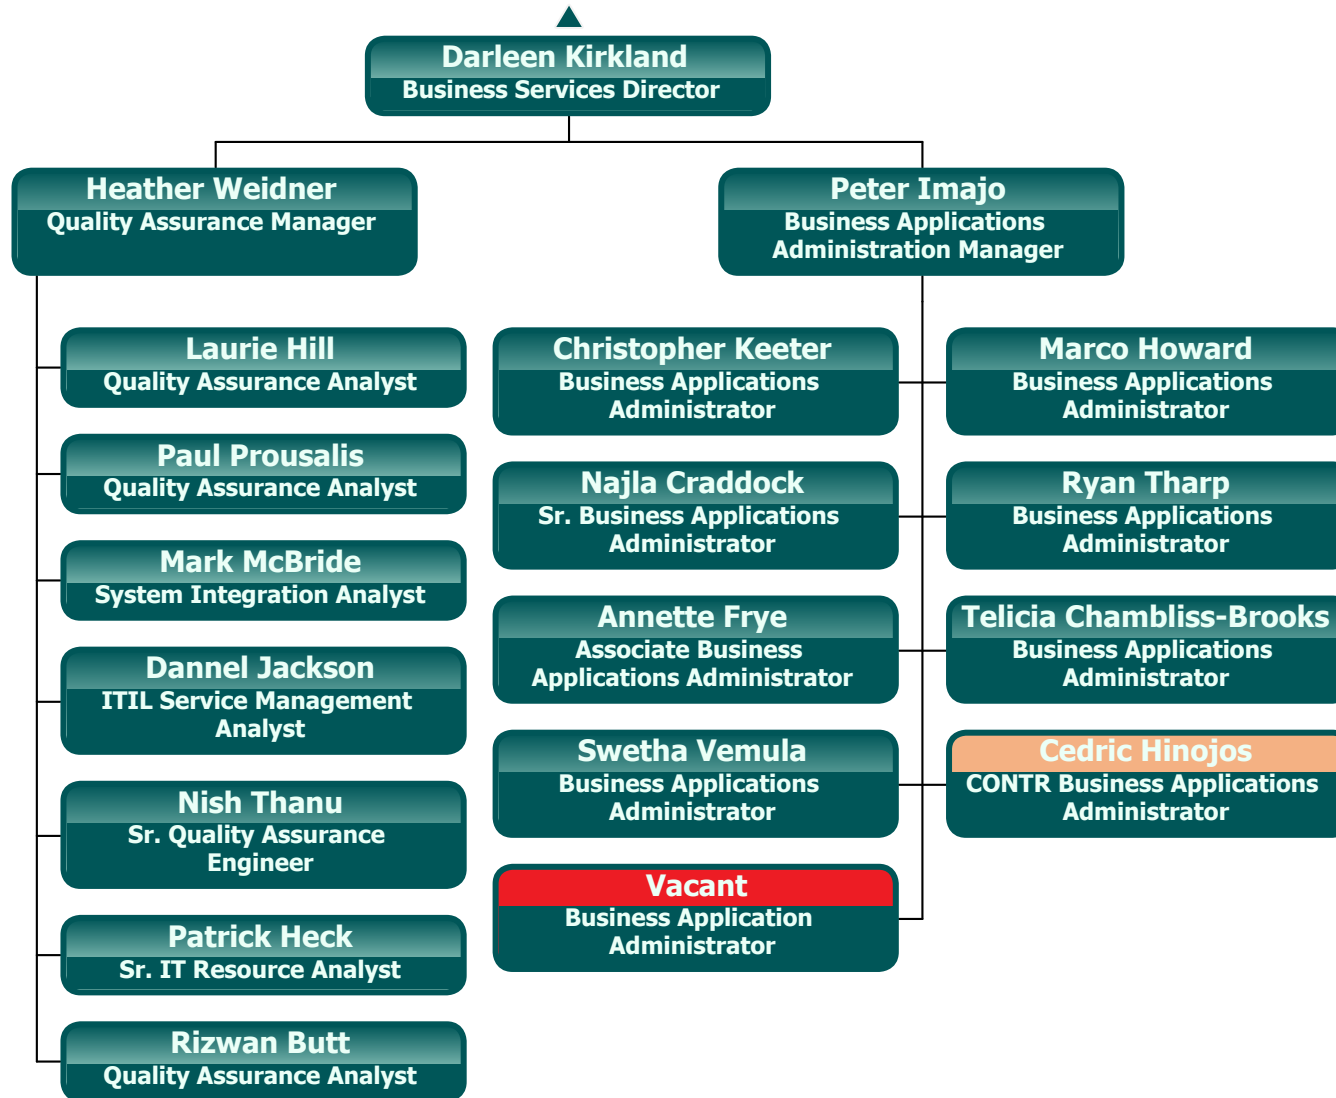 Darleen Kirkland
Business Services Director
Heather Weidner
Quality Assurance Manager
Peter Imajo
Business Applications
Administration Manager
Laurie Hill
Quality Assurance Analyst
Paul Prousalis
Quality Assurance Analyst
Mark McBride
System Integration Analyst
Dannel Jackson
ITIL Service Management
Analyst
Nish Thanu
Sr. Quality Assurance
Engineer
Patrick Heck
Sr. IT Resource Analyst
Rizwan Butt
Quality Assurance Analyst
Christopher Keeter
Business Applications
Administrator
Najla Craddock
Sr. Business Applications
Administrator
Annette Frye
Associate Business
Applications Administrator
Swetha Vemula
Business Applications
Administrator
Vacant
Business Application
Administrator
Marco Howard
Business Applications
Administrator
Ryan Tharp
Business Applications
Administrator
Telicia Chambliss-Brooks
Business Applications
Administrator
Cedric Hinojos
CONTR Business Applications
Administrator